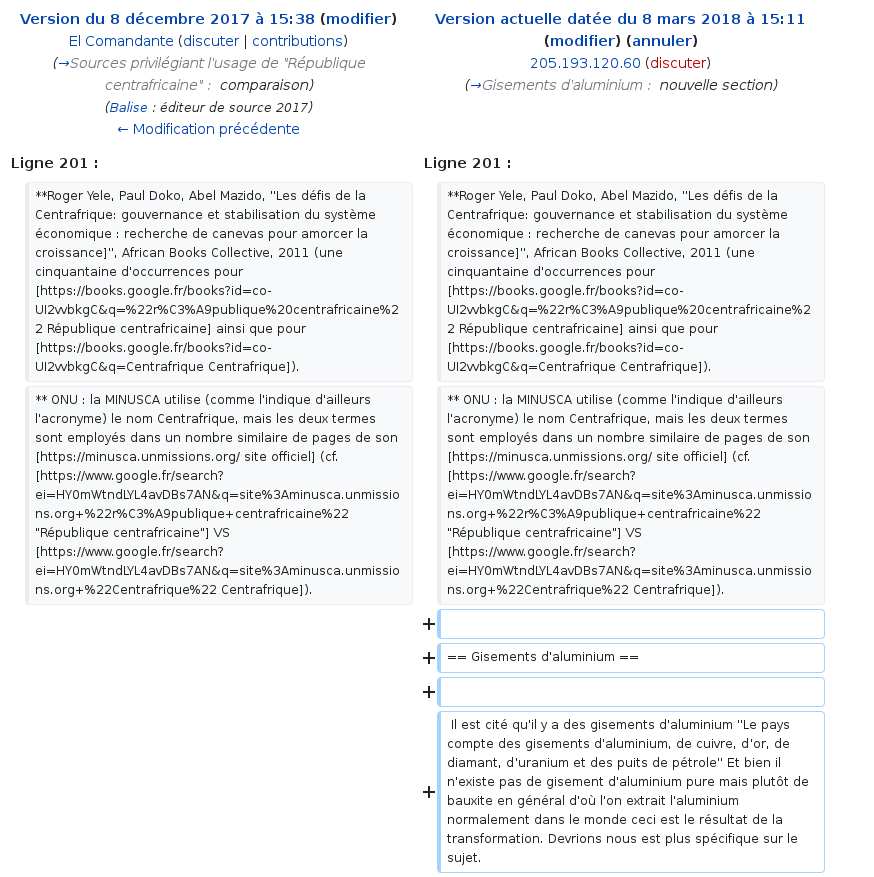 Version du 8 décembre 2017 à 15:38 (modifier)
El Comandante (discuter | contributions)
(→Sources privilégiant l'usage de "République
centrafricaine" : comparaison)
(Balise : éditeur de source 2017)
← Modification précédente
Version actuelle datée du 8 mars 2018 à 15:11
(modifier) (annuler)
205.193.120.60 (discuter)
(→Gisements d'aluminium : nouvelle section)
Ligne 201 :
Ligne 201 :
**Roger Yele, Paul Doko, Abel Mazido, ''Les défis de la
Centrafrique: gouvernance et stabilisation du système
économique : recherche de canevas pour amorcer la
croissance]'', African Books Collective, 2011 (une
cinquantaine d'occurrences pour
[https://books.google.fr/books?id=co-
UI2vvbkgC&q=%22r%C3%A9publique%20centrafricaine%2
2 République centrafricaine] ainsi que pour
[https://books.google.fr/books?id=co-
UI2vvbkgC&q=Centrafrique Centrafrique]).
**Roger Yele, Paul Doko, Abel Mazido, ''Les défis de la
Centrafrique: gouvernance et stabilisation du système
économique : recherche de canevas pour amorcer la
croissance]'', African Books Collective, 2011 (une
cinquantaine d'occurrences pour
[https://books.google.fr/books?id=co-
UI2vvbkgC&q=%22r%C3%A9publique%20centrafricaine%2
2 République centrafricaine] ainsi que pour
[https://books.google.fr/books?id=co-
UI2vvbkgC&q=Centrafrique Centrafrique]).
** ONU : la MINUSCA utilise (comme l'indique d'ailleurs
l'acronyme) le nom Centrafrique, mais les deux termes
sont employés dans un nombre similaire de pages de son
[https://minusca.unmissions.org/ site officiel] (cf.
[https://www.google.fr/search?
ei=HY0mWtndLYL4avDBs7AN&q=site%3Aminusca.unmissio
ns.org+%22r%C3%A9publique+centrafricaine%22
"République centrafricaine"] VS
[https://www.google.fr/search?
ei=HY0mWtndLYL4avDBs7AN&q=site%3Aminusca.unmissio
ns.org+%22Centrafrique%22 Centrafrique]).
** ONU : la MINUSCA utilise (comme l'indique d'ailleurs
l'acronyme) le nom Centrafrique, mais les deux termes
sont employés dans un nombre similaire de pages de son
[https://minusca.unmissions.org/ site officiel] (cf.
[https://www.google.fr/search?
ei=HY0mWtndLYL4avDBs7AN&q=site%3Aminusca.unmissio
ns.org+%22r%C3%A9publique+centrafricaine%22
"République centrafricaine"] VS
[https://www.google.fr/search?
ei=HY0mWtndLYL4avDBs7AN&q=site%3Aminusca.unmissio
ns.org+%22Centrafrique%22 Centrafrique]).
+
+ == Gisements d'aluminium ==
+
+ Il est cité qu'il y a des gisements d'aluminium "Le pays
compte des gisements d'aluminium, de cuivre, d'or, de
diamant, d'uranium et des puits de pétrole" Et bien il
n'existe pas de gisement d'aluminium pure mais plutôt de
bauxite en général d'où l'on extrait l'aluminium
normalement dans le monde ceci est le résultat de la
transformation. Devrions nous est plus spécifique sur le
sujet.